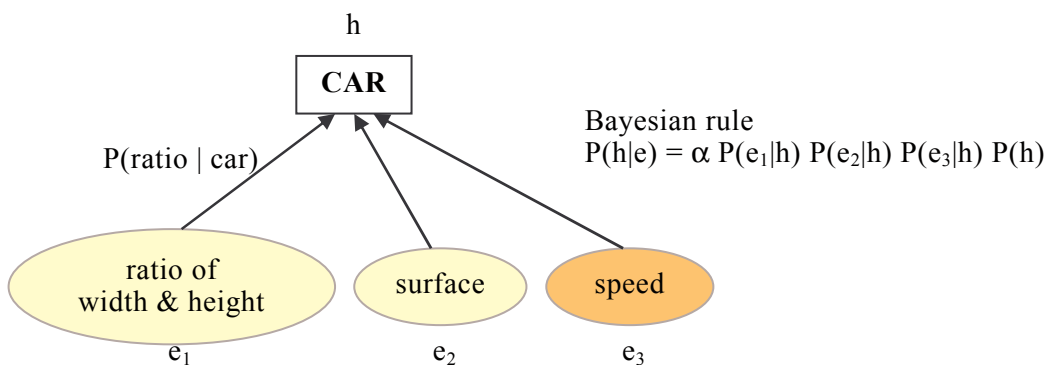 h
CAR
Bayesian rule
P(h|e) = α P(e₁|h) P(e₂|h) P(e₃|h) P(h)
P(ratio | car)
ratio of
width & height
surface
speed
e₁
e₂
e₃